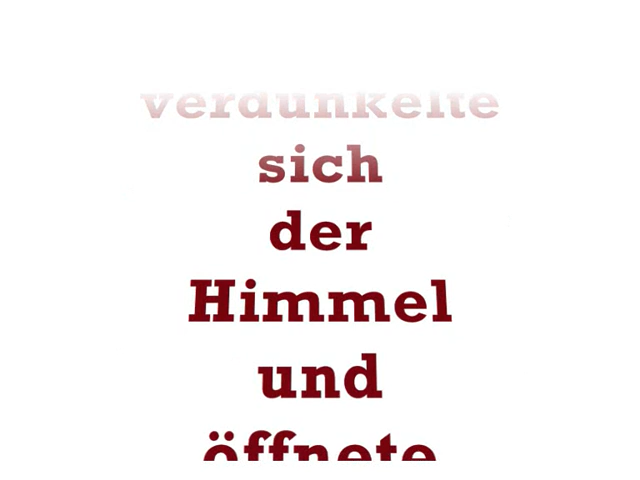 verdunkelte
sich
der
Himmel
und
öffnete